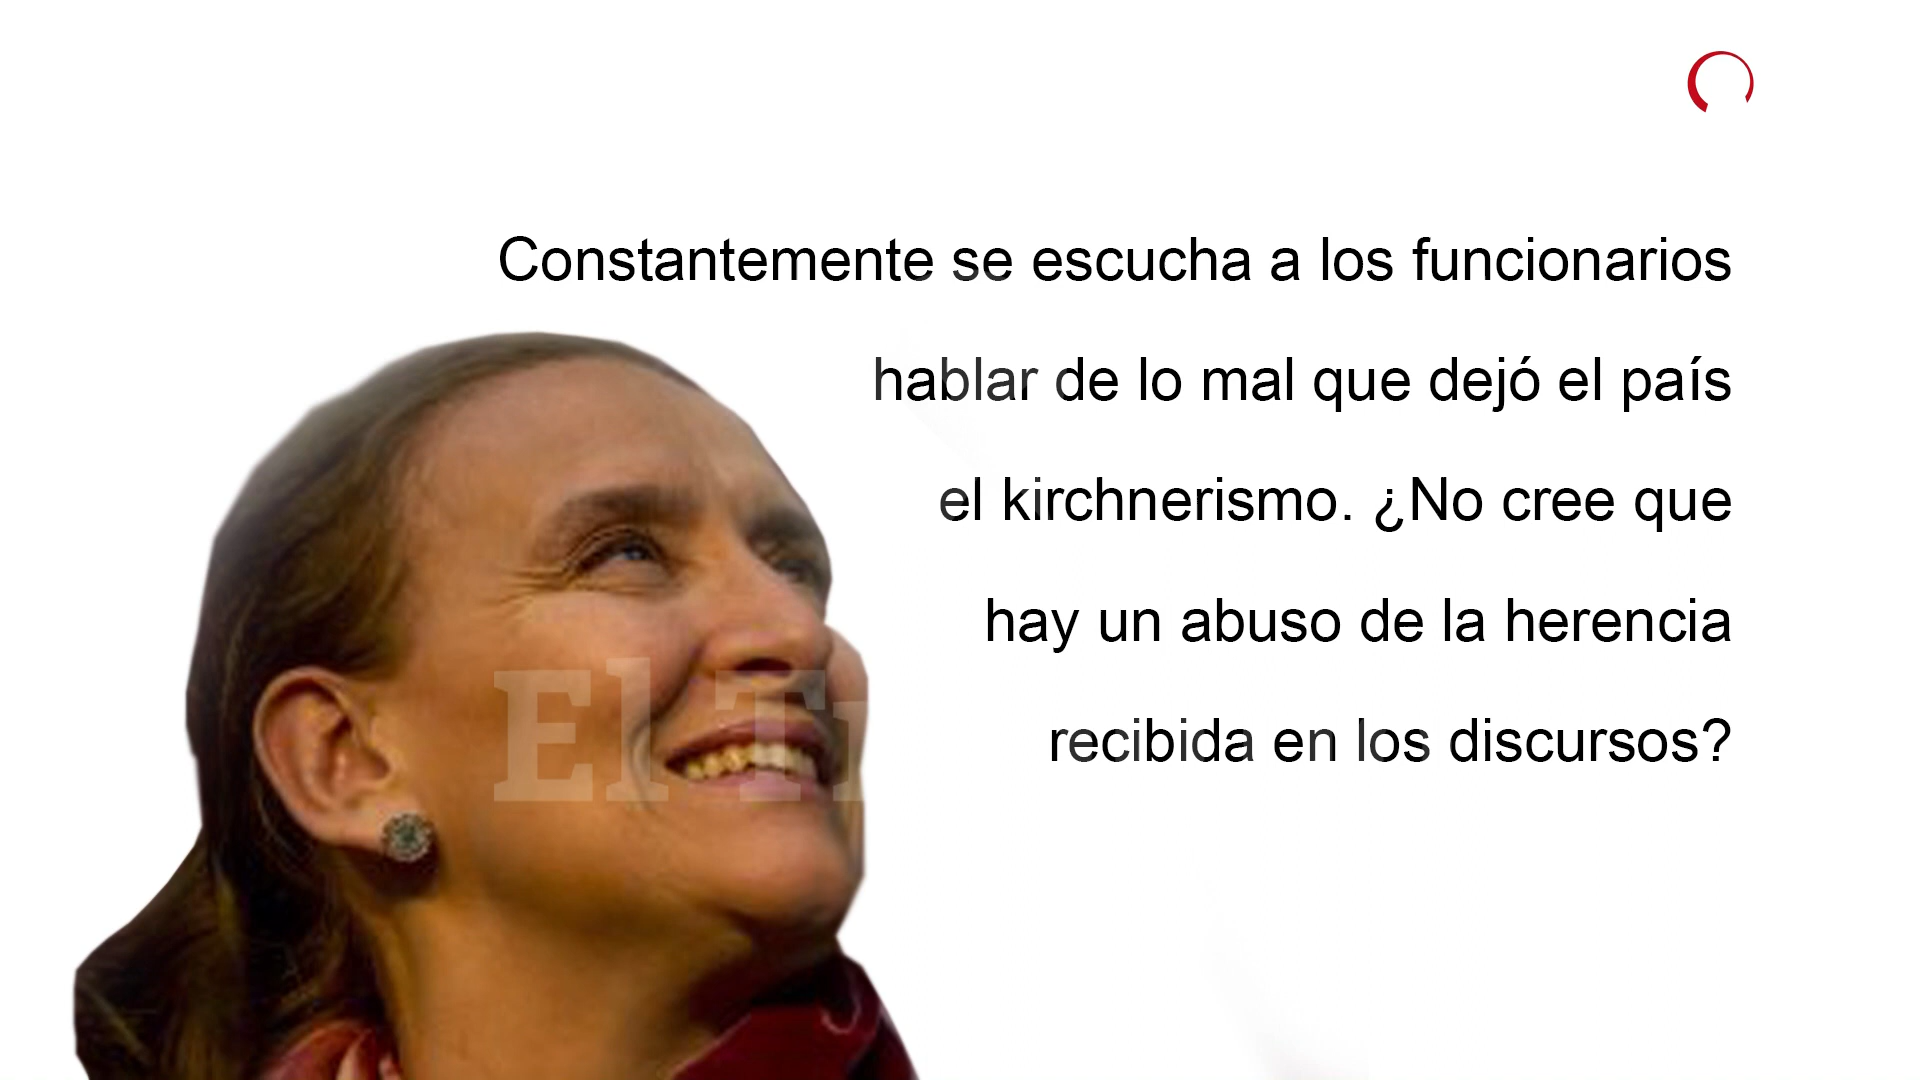 Constantemente se escucha a los funcionarios
hablar de lo mal que dejó el país
el kirchnerismo. ¿No cree que
hay un abuso de la herencia
recibida en los discursos?
El